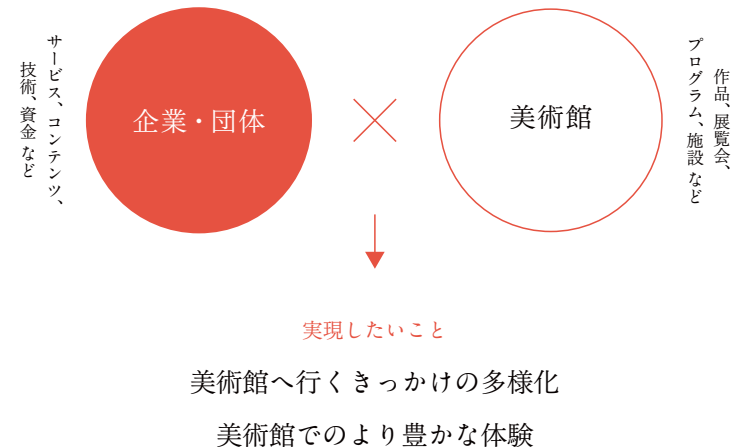 サービス、コンテンツ、
技術、資金 など
企業・団体
美術館
作品、展覧会、
プログラム、施設 など
実現したいこと
美術館へ行くきっかけの多様化
美術館でのより豊かな体験